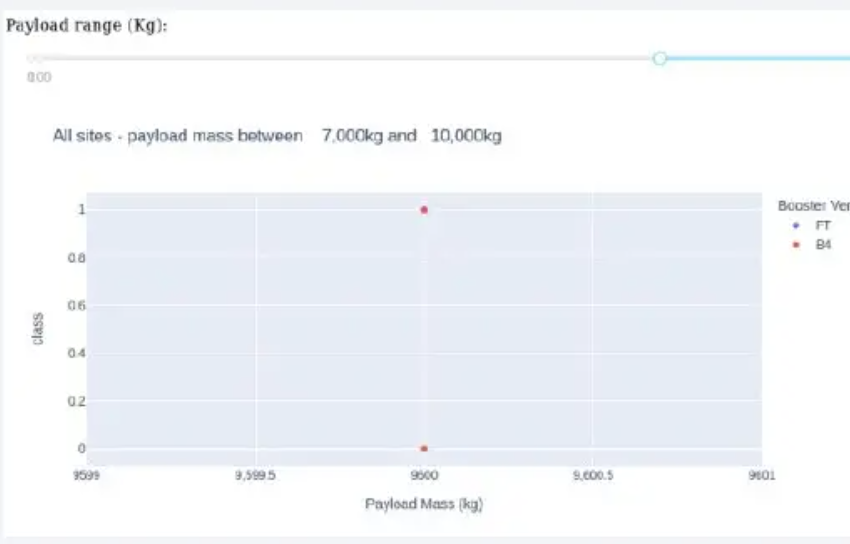 Payload range (Kg):
0.00
All sites - payload mass between 7,000kg and 10,000kg
1
0.8
0.6
0.4
0.2
0
class
9599
9,599.5
9600
9,600.5
9601
Payload Mass (kg)
Booster Ver
FT
B4